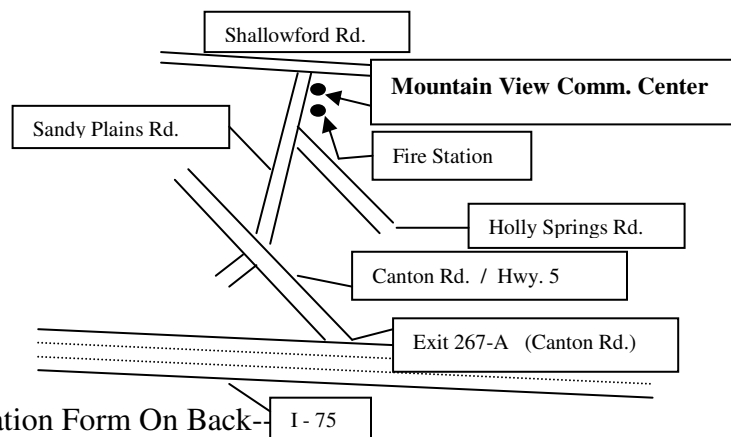 Shallowford Rd.
Mountain View Comm. Center
Sandy Plains Rd.
Fire Station
Holly Springs Rd.
Canton Rd. / Hwy. 5
Exit 267-A (Canton Rd.)
ation Form On Back--
I - 75